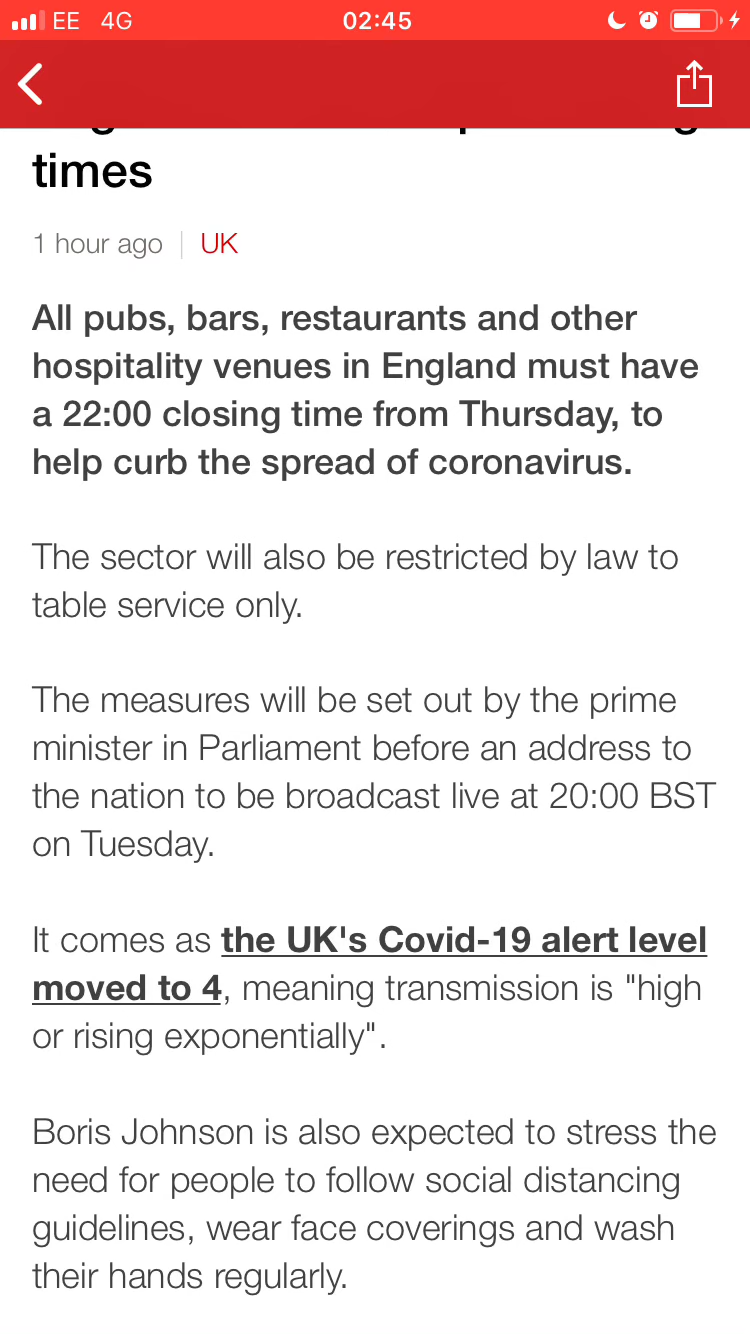 EE 4G 02:45
times
1 hour ago UK
All pubs, bars, restaurants and other
hospitality venues in England must have
a 22:00 closing time from Thursday, to
help curb the spread of coronavirus.
The sector will also be restricted by law to
table service only.
The measures will be set out by the prime
minister in Parliament before an address to
the nation to be broadcast live at 20:00 BST
on Tuesday.
It comes as the UK's Covid-19 alert level
moved to 4, meaning transmission is "high
or rising exponentially".
Boris Johnson is also expected to stress the
need for people to follow social distancing
guidelines, wear face coverings and wash
their hands regularly.